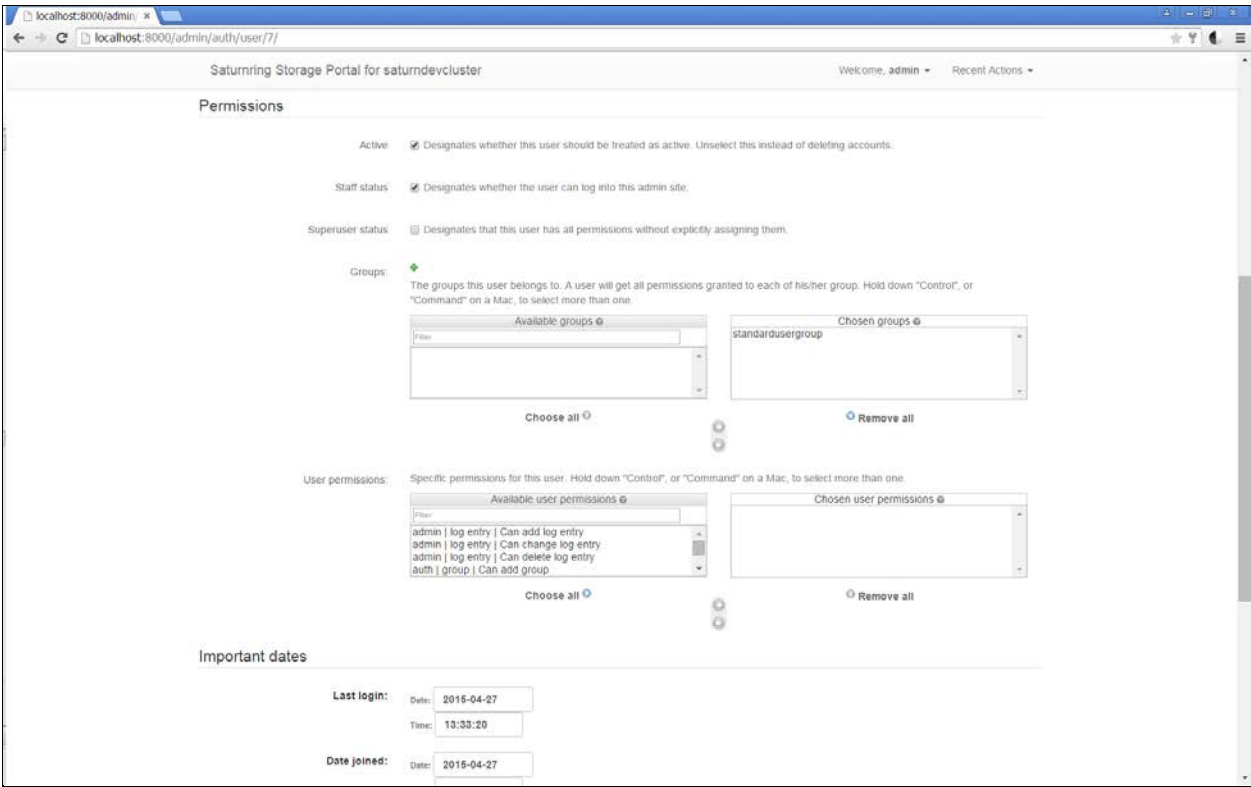 localhost:8000/admin/
localhost:8000/admin/auth/user/7/
Saturnring Storage Portal for saturndevcluster
Welcome, admin
Recent Actions
Permissions
Active
Designates whether this user should be treated as active. Unselect this instead of deleting accounts.
Staff status
Designates whether the user can log into this admin site.
Superuser status
Designates that this user has all permissions without explicitly assigning them.
Groups:
The groups this user belongs to. A user will get all permissions granted to each of his/her group. Hold down "Control", or
"Command" on a Mac, to select more than one.
Available groups
Filter
Chosen groups
standardusergroup
Choose all
Remove all
User permissions:
Specific permissions for this user. Hold down "Control", or "Command" on a Mac, to select more than one.
Available user permissions
Filter
admin | log entry | Can add log entry
admin | log entry | Can change log entry
admin | log entry | Can delete log entry
auth | group | Can add group
Chosen user permissions
Choose all
Remove all
Important dates
Last login:
Date: 2015-04-27
Time: 13:33:20
Date joined:
Date: 2015-04-27